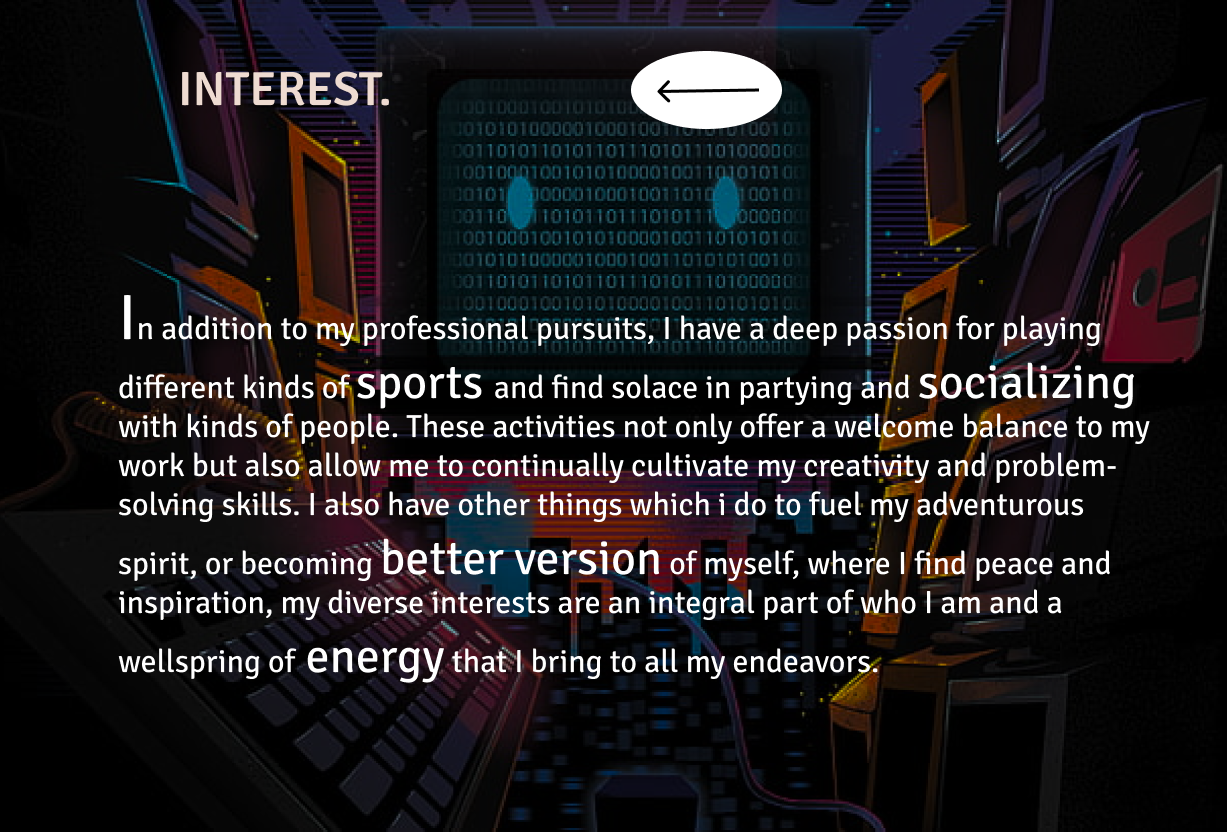 INTEREST.
In addition to my professional pursuits, I have a deep passion for playing
different kinds of sports and find solace in partying and socializing
with kinds of people. These activities not only offer a welcome balance to my
work but also allow me to continually cultivate my creativity and problem-
solving skills. I also have other things which i do to fuel my adventurous
spirit, or becoming better version of myself, where I find peace and
inspiration, my diverse interests are an integral part of who I am and a
wellspring of energy that I bring to all my endeavors.